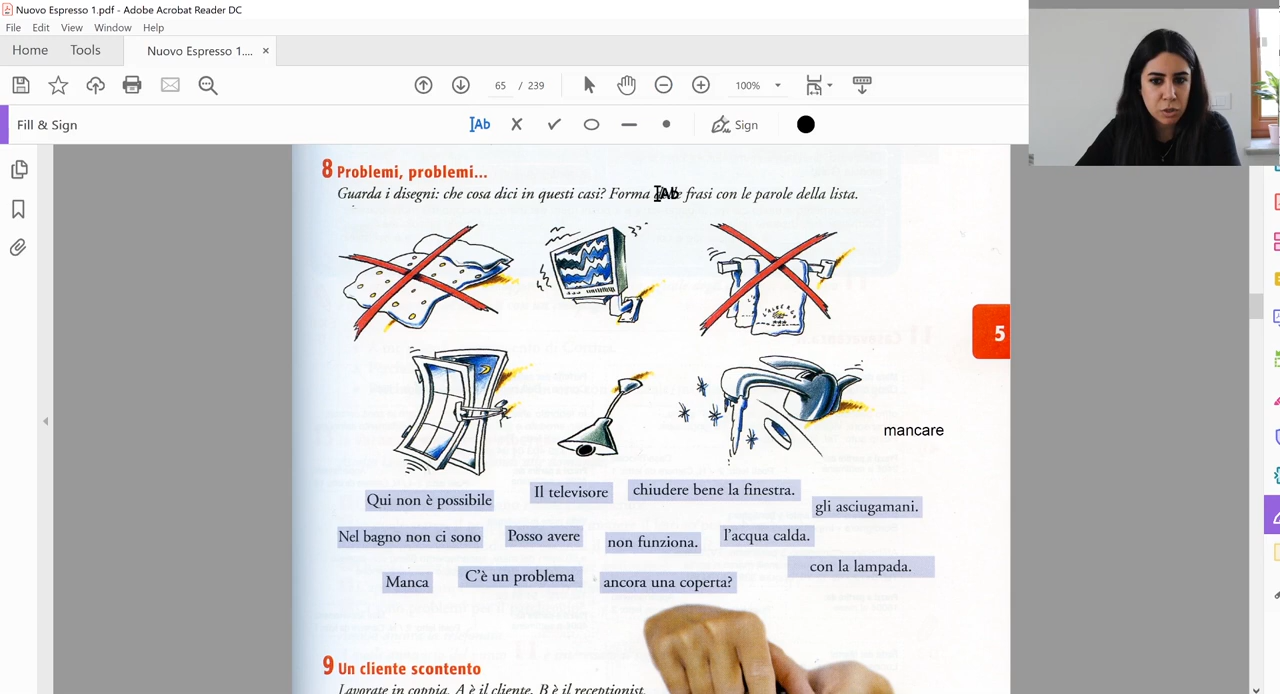 Nuovo Espresso 1.pdf - Adobe Acrobat Reader DC
File Edit View Window Help
Home Tools Nuovo Espresso 1.... ×
65 / 239 100%
Fill & Sign
Ab Sign
8 Problemi, problemi...
Guarda i disegni: che cosa dici in questi casi? Forma frasi con le parole della lista.
5
mancare
Qui non è possibile
Il televisore
chiudere bene la finestra.
gli asciugamani.
Nel bagno non ci sono
Posso avere
non funziona.
l'acqua calda.
con la lampada.
Manca
C'è un problema
ancora una coperta?
9 Un cliente scontento
Lavorate in coppia. A è il cliente, B è il receptionist.